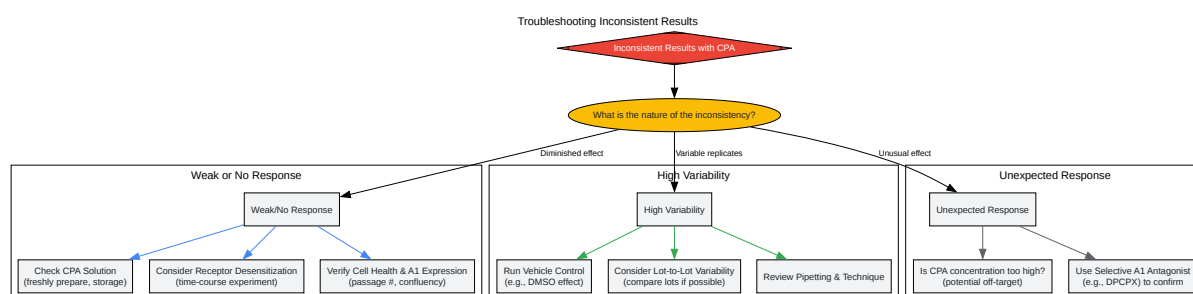 Troubleshooting Inconsistent Results
Inconsistent Results with CPA
What is the nature of the inconsistency?
Diminished effect
Variable replicates
Unusual effect
Weak or No Response
High Variability
Unexpected Response
Weak/No Response
High Variability
Unexpected Response
Check CPA Solution
(freshly prepare, storage)
Consider Receptor Desensitization
(time-course experiment)
Verify Cell Health & A1 Expression
(passage #, confluency)
Run Vehicle Control
(e.g., DMSO effect)
Consider Lot-to-Lot Variability
(compare lots if possible)
Review Pipetting & Technique
Is CPA concentration too high?
(potential off-target)
Use Selective A1 Antagonist
(e.g., DPCPX) to confirm